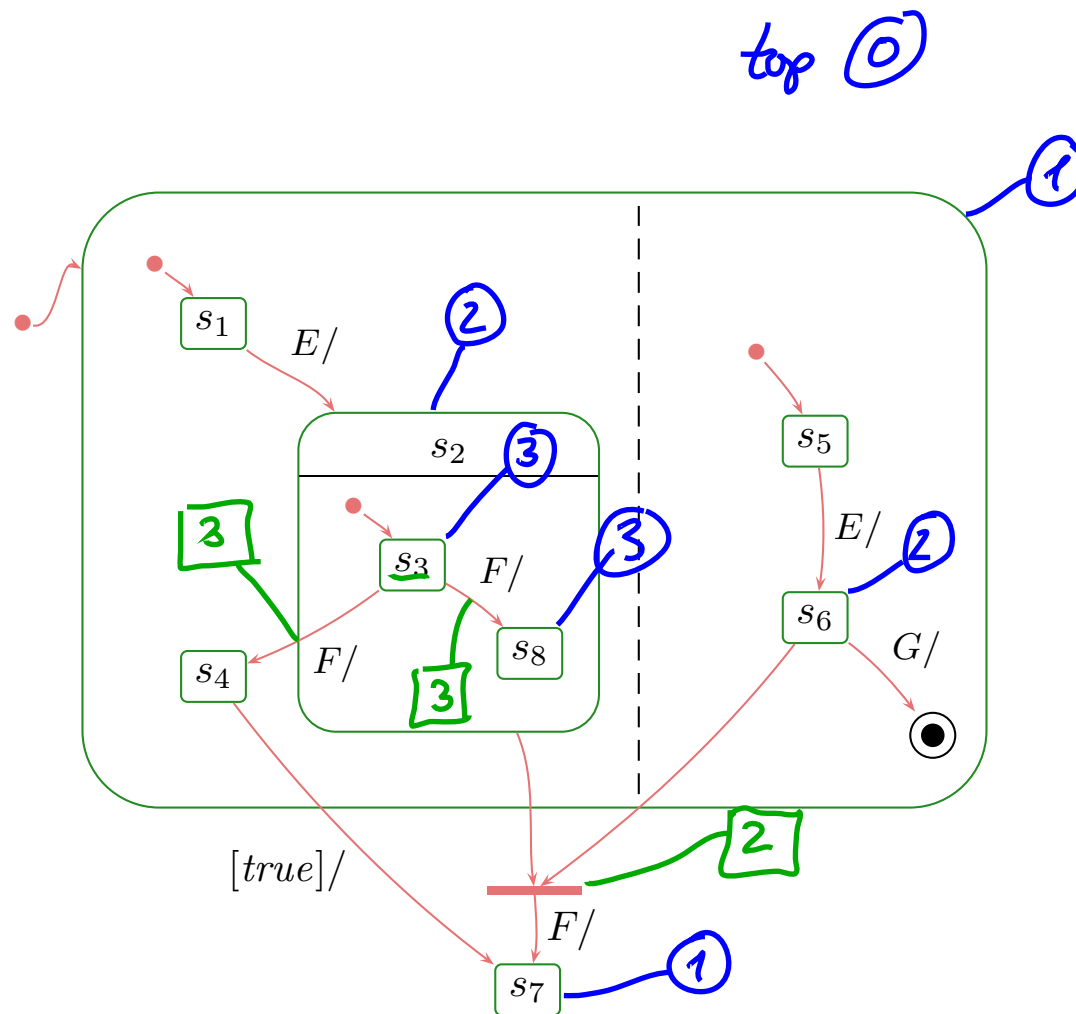 top 0
1
s₁
E/
2
s₂
3
s₅
3
s₃
F/
3
E/
2
s₆
s₄
F/
3
s₈
G/
2
[true]/
F/
1
s₇